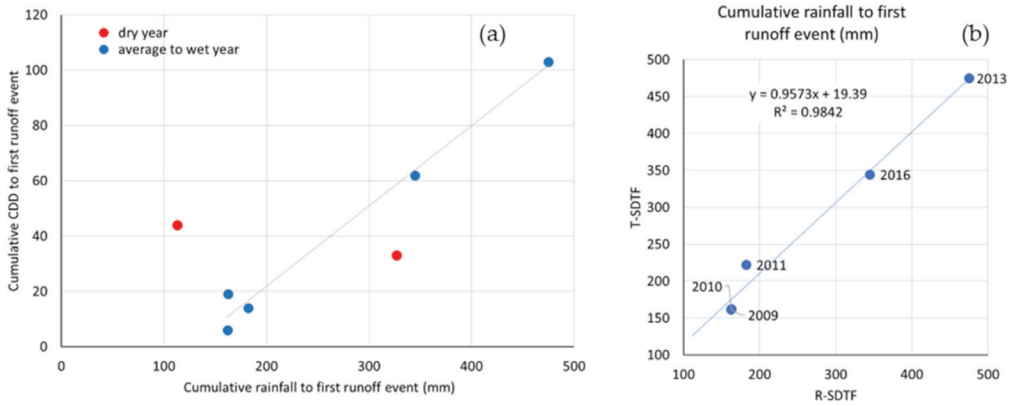 (a)
dry year
average to wet year
120
100
80
60
40
20
0
0 100 200 300 400 500
Cumulative CDD to first runoff event
Cumulative rainfall to first runoff event (mm)
Cumulative rainfall to first
runoff event (mm)
(b)
y = 0.9573x + 19.39
R² = 0.9842
2013
2016
2011
2010
2009
500
450
400
350
300
250
200
150
100
100 200 300 400 500
T-SDTF
R-SDTF